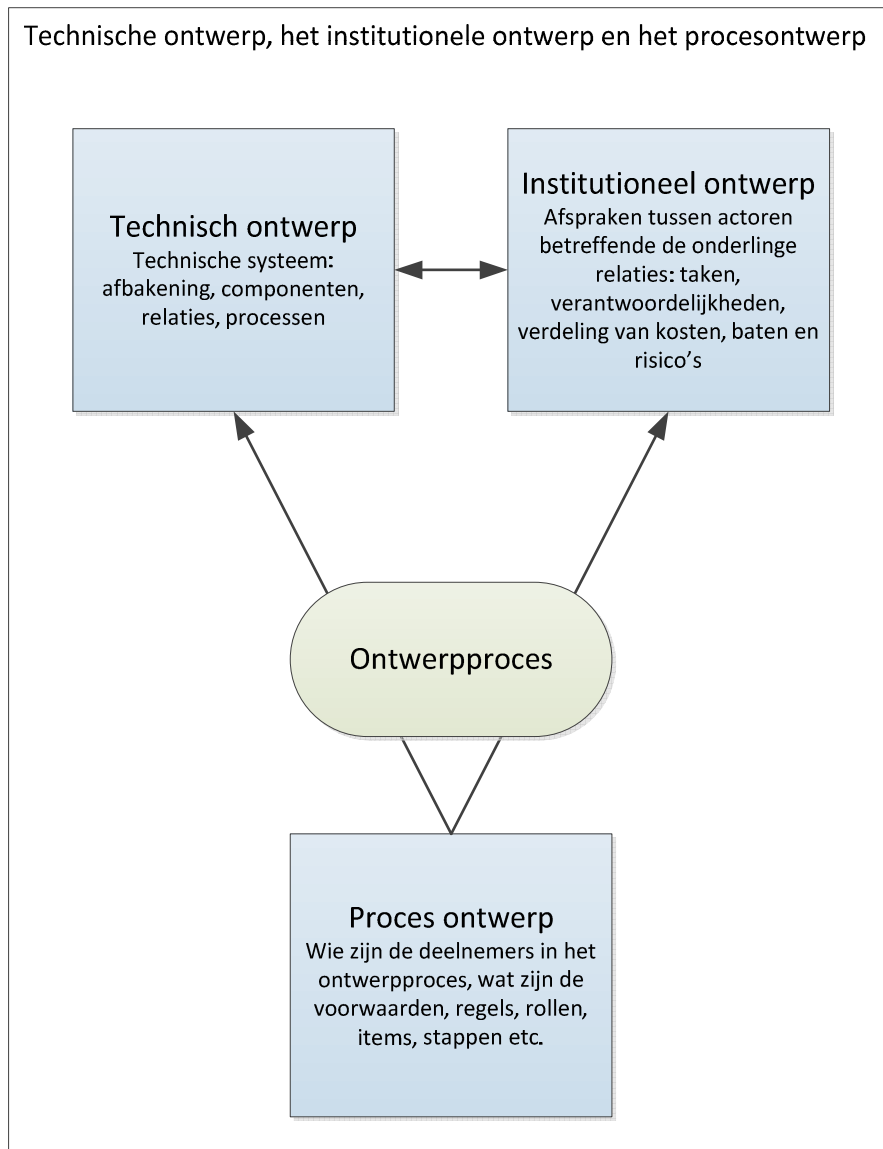 Technische ontwerp, het institutionele ontwerp en het procesontwerp
Technisch ontwerp
Technische systeem:
afbakening, componenten,
relaties, processen
Institutioneel ontwerp
Afspraken tussen actoren
betreffende de onderlinge
relaties: taken,
verantwoordelijkheden,
verdeling van kosten, baten en
risico's
Ontwerpproces
Proces ontwerp
Wie zijn de deelnemers in het
ontwerpproces, wat zijn de
voorwaarden, regels, rollen,
items, stappen etc.